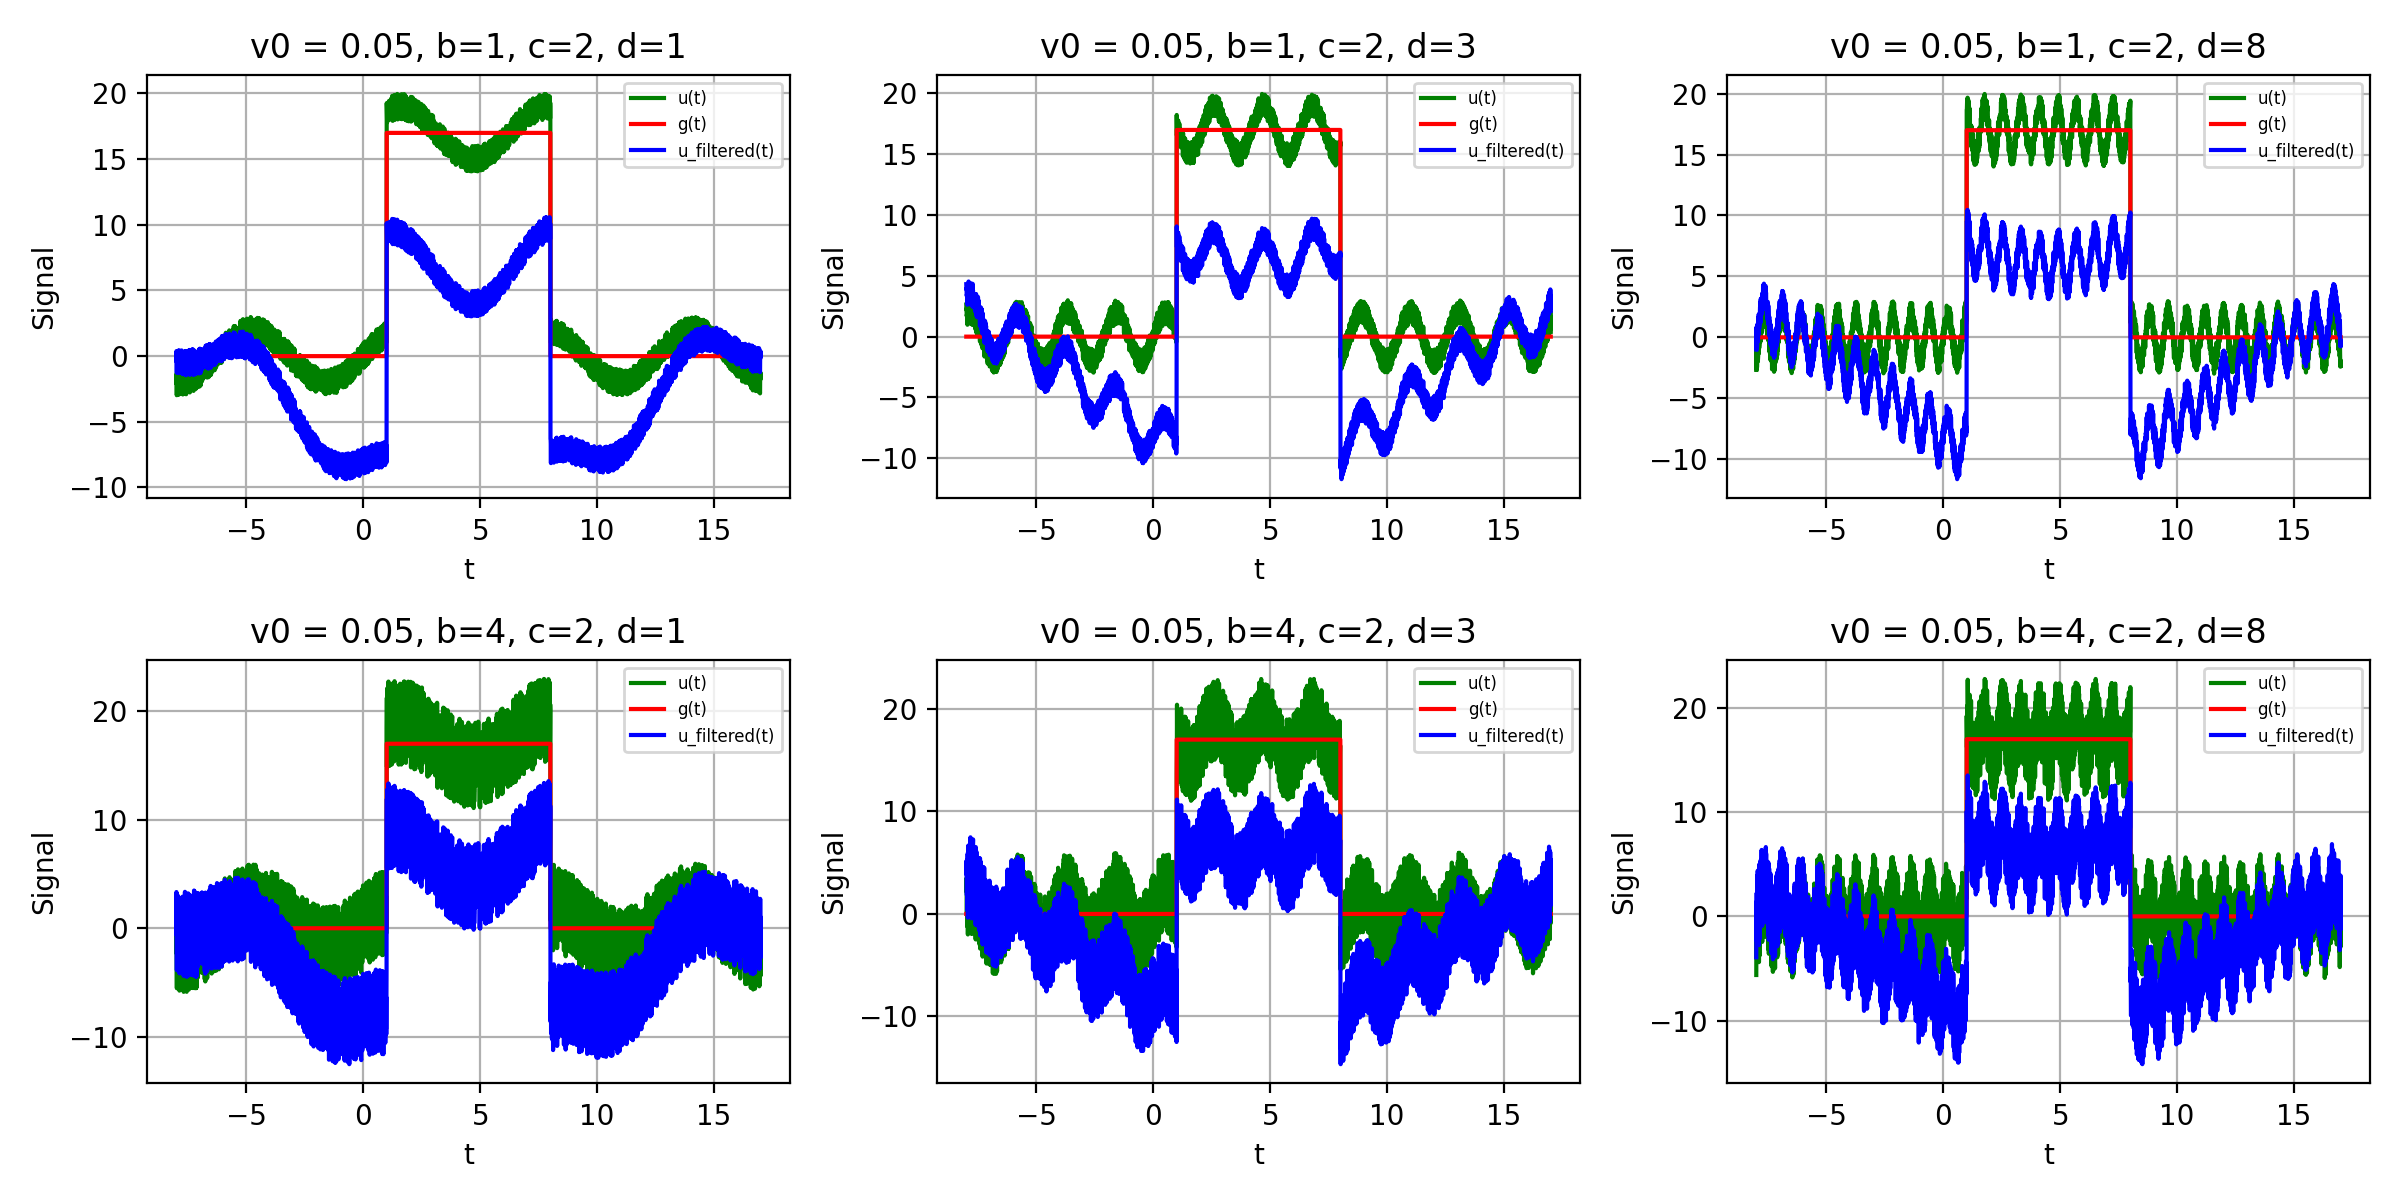 v0 = 0.05, b=1, c=2, d=1
20
15
10
5
0
−5
−10
Signal
u(t)
g(t)
u_filtered(t)
−5 0 5 10 15
t
v0 = 0.05, b=1, c=2, d=3
20
15
10
5
0
−5
−10
Signal
u(t)
g(t)
u_filtered(t)
−5 0 5 10 15
t
v0 = 0.05, b=1, c=2, d=8
20
15
10
5
0
−5
−10
Signal
u(t)
g(t)
u_filtered(t)
−5 0 5 10 15
t
v0 = 0.05, b=4, c=2, d=1
20
10
0
−10
Signal
u(t)
g(t)
u_filtered(t)
−5 0 5 10 15
t
v0 = 0.05, b=4, c=2, d=3
20
10
0
−10
Signal
u(t)
g(t)
u_filtered(t)
−5 0 5 10 15
t
v0 = 0.05, b=4, c=2, d=8
20
10
0
−10
Signal
u(t)
g(t)
u_filtered(t)
−5 0 5 10 15
t